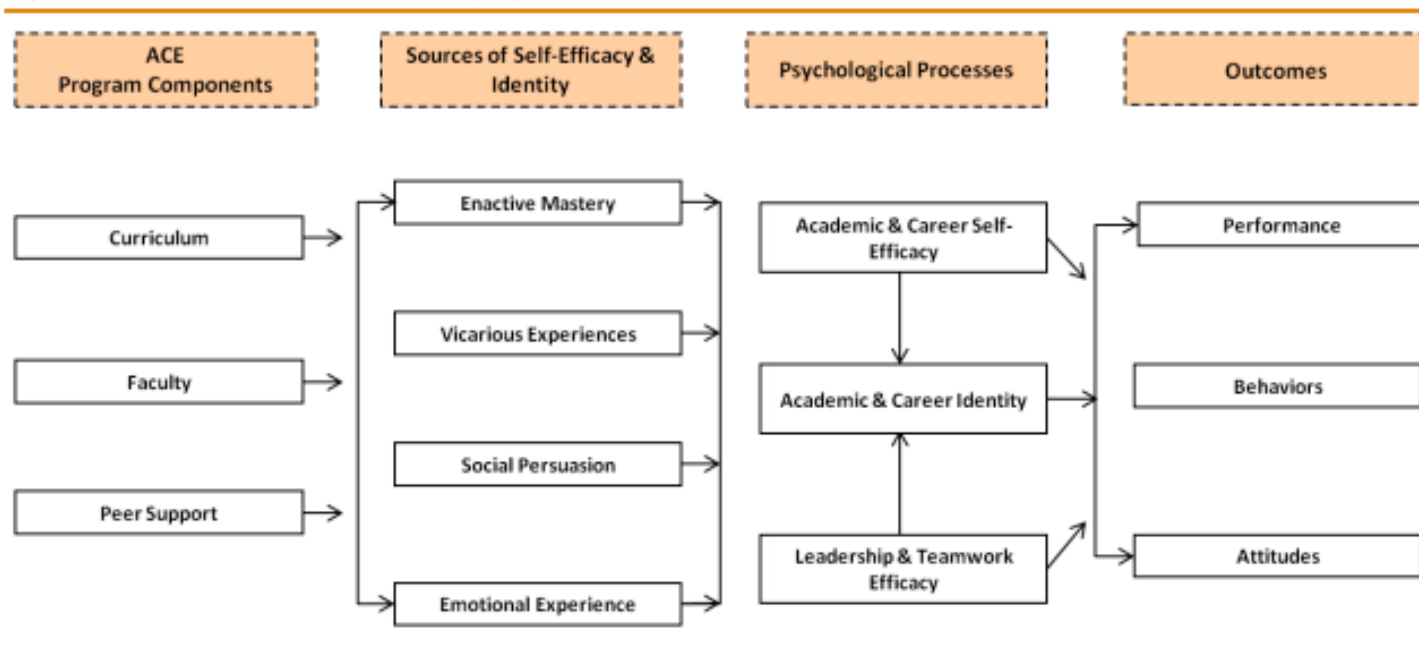 ACE
Program Components
Sources of Self-Efficacy &
Identity
Psychological Processes
Outcomes
Curriculum
Faculty
Peer Support
Enactive Mastery
Vicarious Experiences
Social Persuasion
Emotional Experience
Academic & Career Self-
Efficacy
Academic & Career Identity
Leadership & Teamwork
Efficacy
Performance
Behaviors
Attitudes